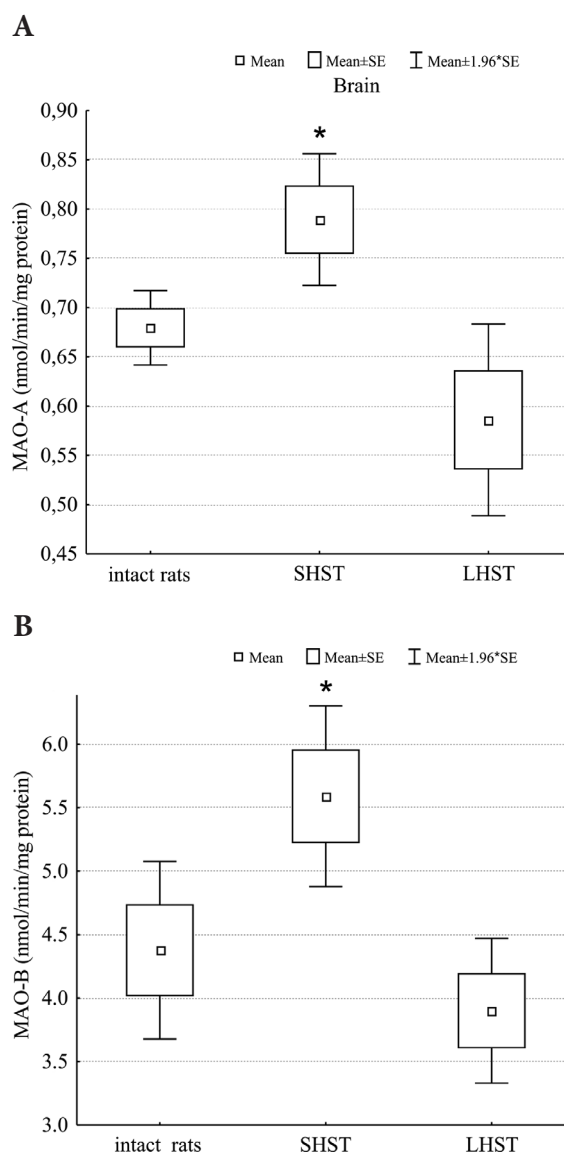 A
Mean Mean±SE Mean±1.96*SE
Brain
MAO-A (nmol/min/mg protein)
0,90
0,85
0,80
0,75
0,70
0,65
0,60
0,55
0,50
0,45
*
intact rats SHST LHST
B
Mean Mean±SE Mean±1.96*SE
MAO-B (nmol/min/mg protein)
6.0
5.5
5.0
4.5
4.0
3.5
3.0
*
intact rats SHST LHST